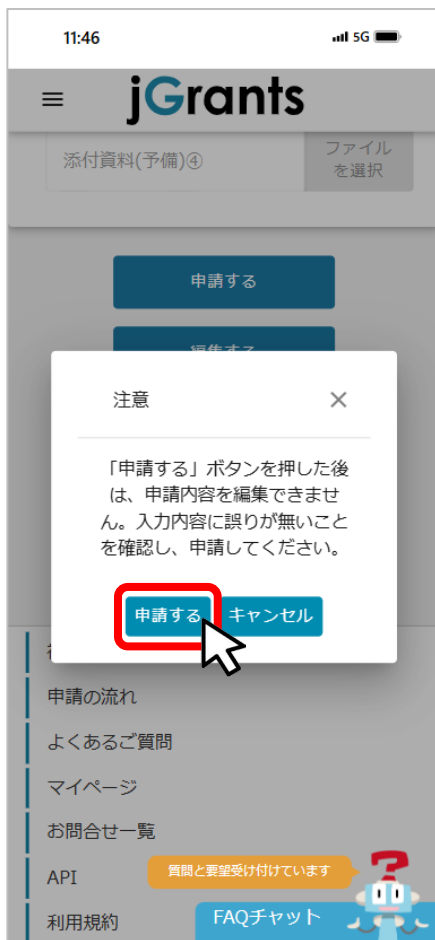 11:46
5G
jGrants
添付資料(予備)④
ファイル
を選択
申請する
編集する
注意
「申請する」ボタンを押した後
は、申請内容を編集できませ
ん。入力内容に誤りが無いこと
を確認し、申請してください。
申請する
キャンセル
申請の流れ
よくあるご質問
マイページ
お問合せ一覧
API
質問と要望受け付けています
利用規約
FAQチャット